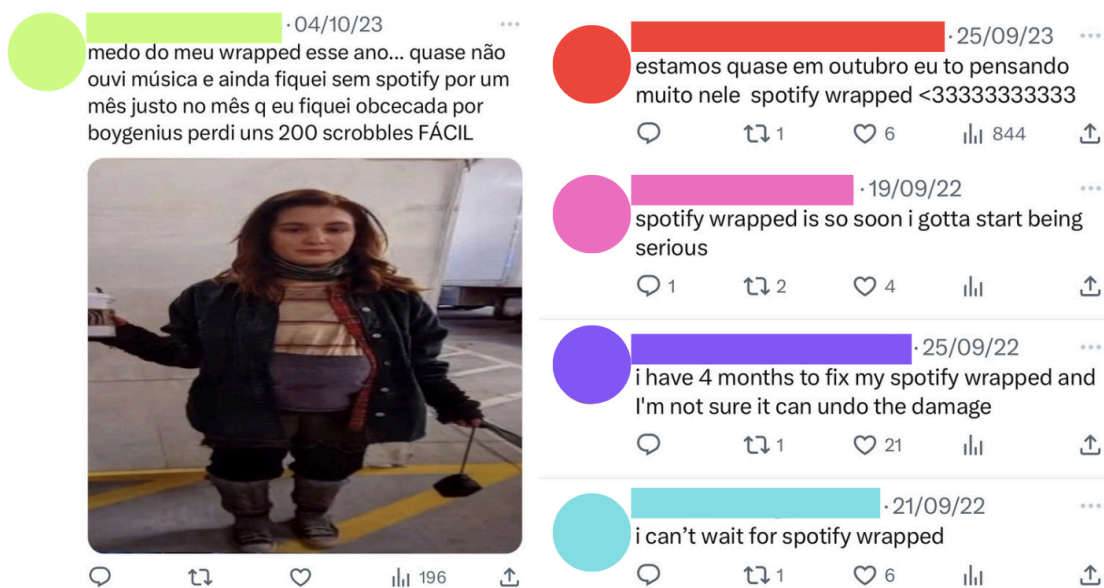 · 04/10/23
medo do meu wrapped esse ano... quase não
ouvi música e ainda fiquei sem spotify por um
mês justo no mês q eu fiquei obcecada por
boygenius perdi uns 200 scrobbles FÁCIL
196
· 25/09/23
estamos quase em outubro eu to pensando
muito nele spotify wrapped <33333333333
1 6 844
· 19/09/22
spotify wrapped is so soon i gotta start being
serious
1 2 4
· 25/09/22
i have 4 months to fix my spotify wrapped and
I'm not sure it can undo the damage
1 21
· 21/09/22
i can’t wait for spotify wrapped
1 6